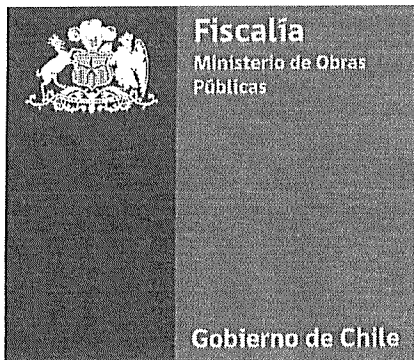 Fiscalía
Ministerio de Obras
Públicas
Gobierno de Chile